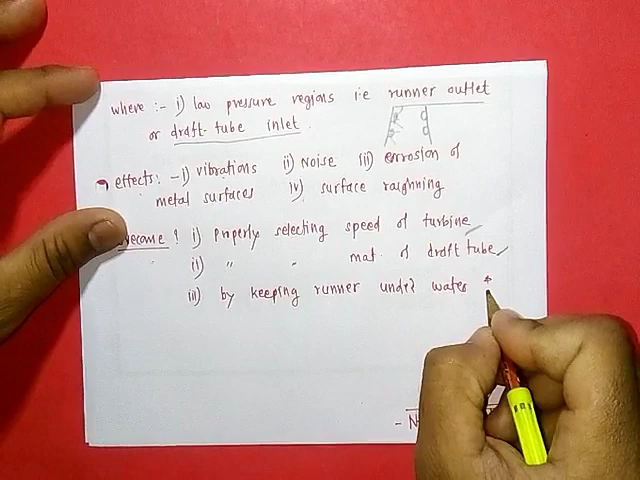 where :- i) low pressure regions i.e runner outlet
or draft-tube inlet.
effects: - i) vibrations ii) Noise iii) errosion of
metal surfaces iv) surface roughning
i) Properly selecting speed of turbine
ii) " " mat. of draft tube
iii) by keeping runner under water